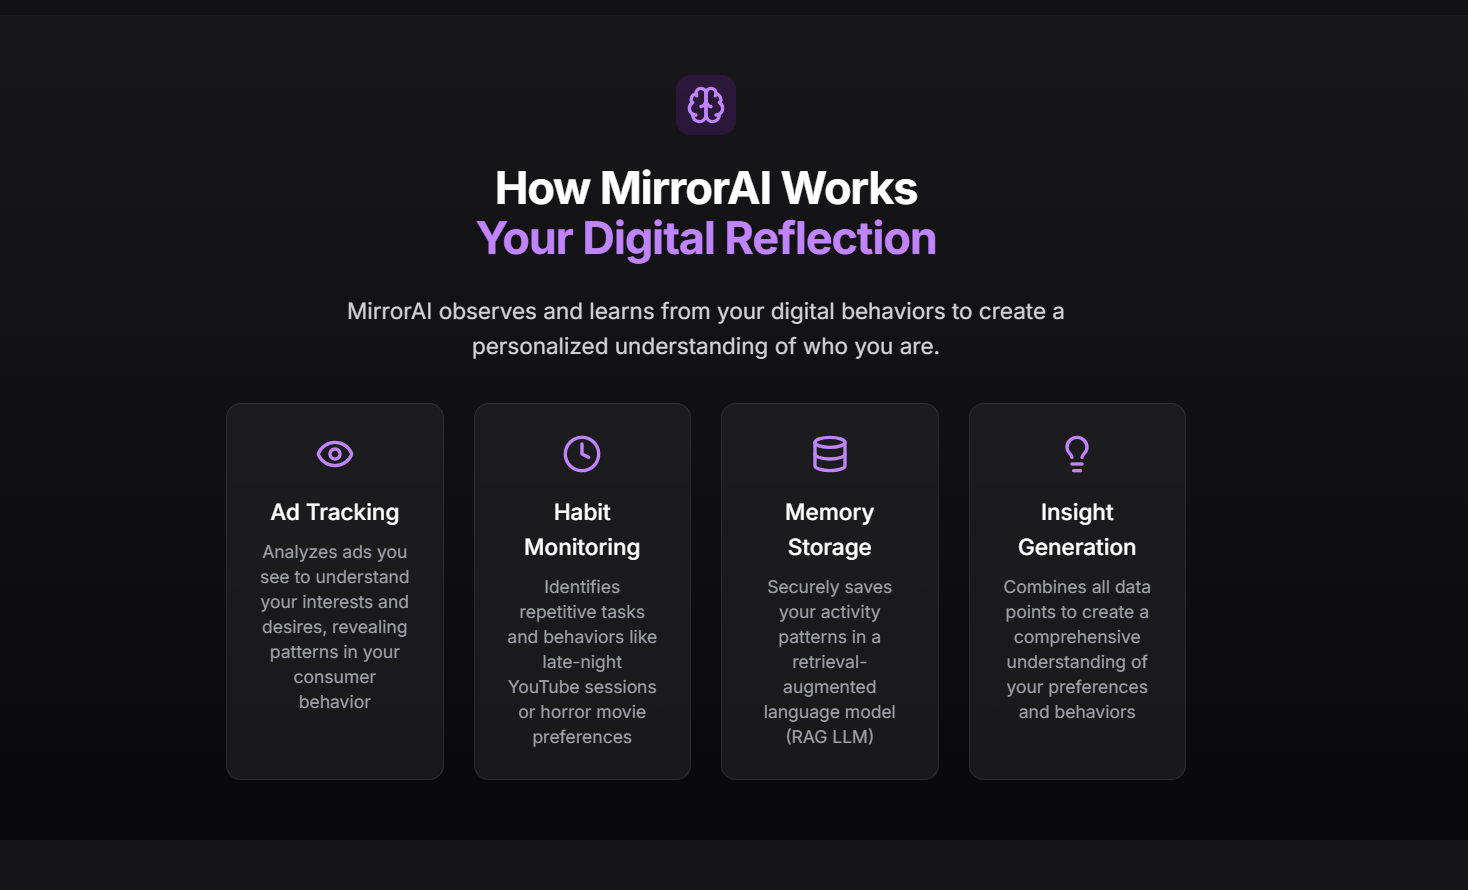 How MirrorAI Works
Your Digital Reflection
MirrorAI observes and learns from your digital behaviors to create a
personalized understanding of who you are.
Ad Tracking
Analyzes ads you
see to understand
your interests and
desires, revealing
patterns in your
consumer
behavior
Habit
Monitoring
Identifies
repetitive tasks
and behaviors like
late-night
YouTube sessions
or horror movie
preferences
Memory
Storage
Securely saves
your activity
patterns in a
retrieval-
augmented
language model
(RAG LLM)
Insight
Generation
Combines all data
points to create a
comprehensive
understanding of
your preferences
and behaviors